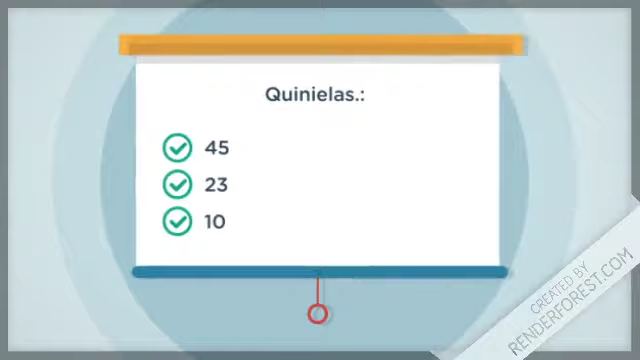 Quinielas.:
45
23
10
CREATED BY
RENDERFOREST.COM